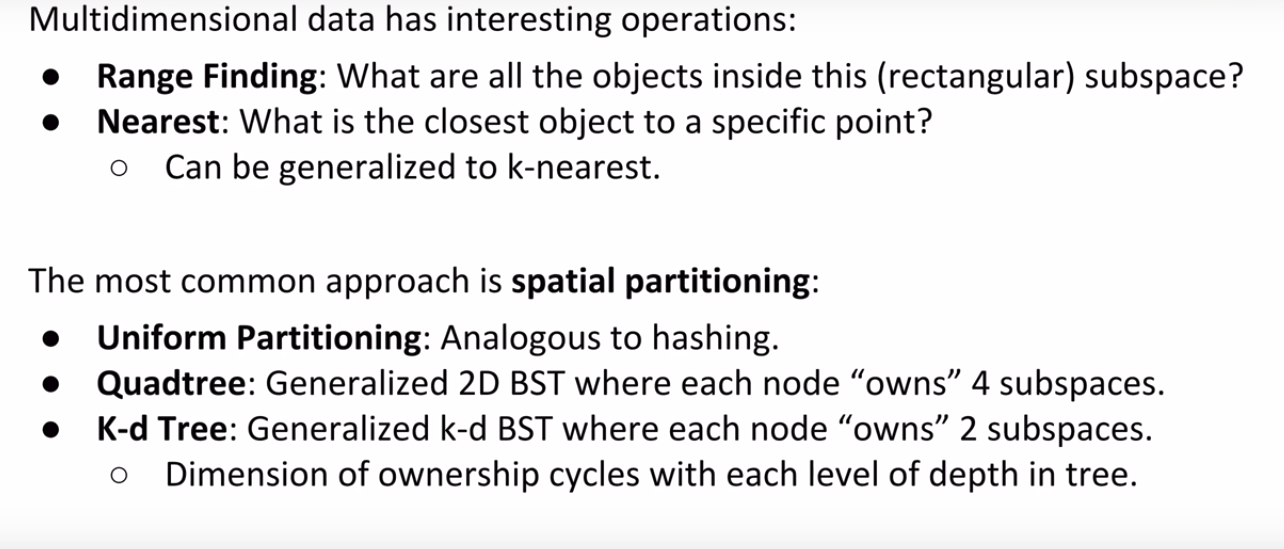 Multidimensional data has interesting operations:
● Range Finding: What are all the objects inside this (rectangular) subspace?
● Nearest: What is the closest object to a specific point?
○ Can be generalized to k-nearest.
The most common approach is spatial partitioning:
● Uniform Partitioning: Analogous to hashing.
● Quadtree: Generalized 2D BST where each node “owns” 4 subspaces.
● K-d Tree: Generalized k-d BST where each node “owns” 2 subspaces.
○ Dimension of ownership cycles with each level of depth in tree.